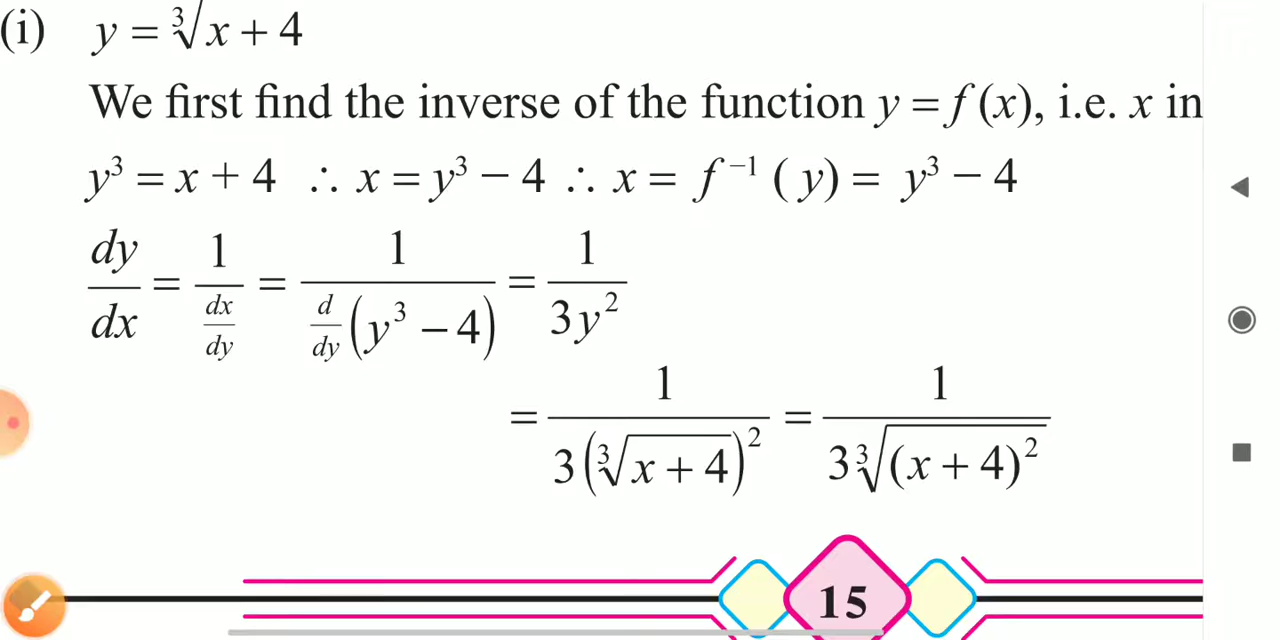 (i) y = ∛x + 4
We first find the inverse of the function y = f (x), i.e. x in
y³ = x + 4 ∴ x = y³ − 4 ∴ x = f⁻¹ ( y) = y³ − 4
dy/dx = 1/(dx/dy) = 1/(d/dy (y³ − 4)) = 1/3y²
= 1/3(∛x + 4)² = 1/3∛(x + 4)²
15